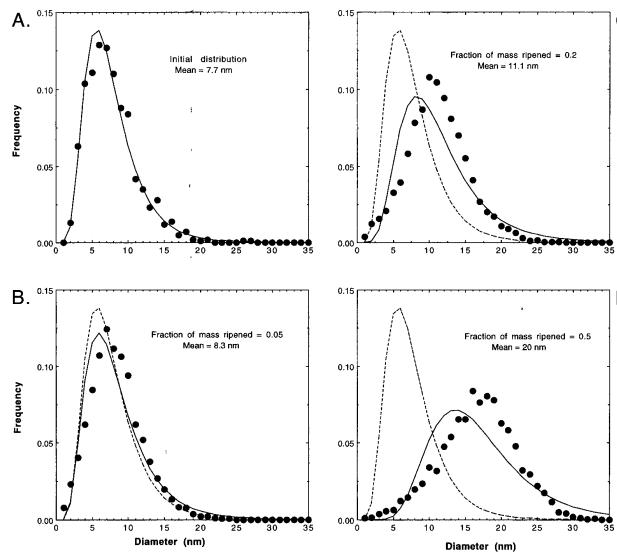 A.
0.15
0.10
0.05
0.00
Frequency
0 5 10 15 20 25 30 35
Initial distribution
Mean = 7.7 nm
0.15
0.10
0.05
0.00
0 5 10 15 20 25 30 35
Fraction of mass ripened = 0.2
Mean = 11.1 nm
B.
0.15
0.10
0.05
0.00
Frequency
0 5 10 15 20 25 30 35
Diameter (nm)
Fraction of mass ripened = 0.05
Mean = 8.3 nm
0.15
0.10
0.05
0.00
0 5 10 15 20 25 30 35
Diameter (nm)
Fraction of mass ripened = 0.5
Mean = 20 nm